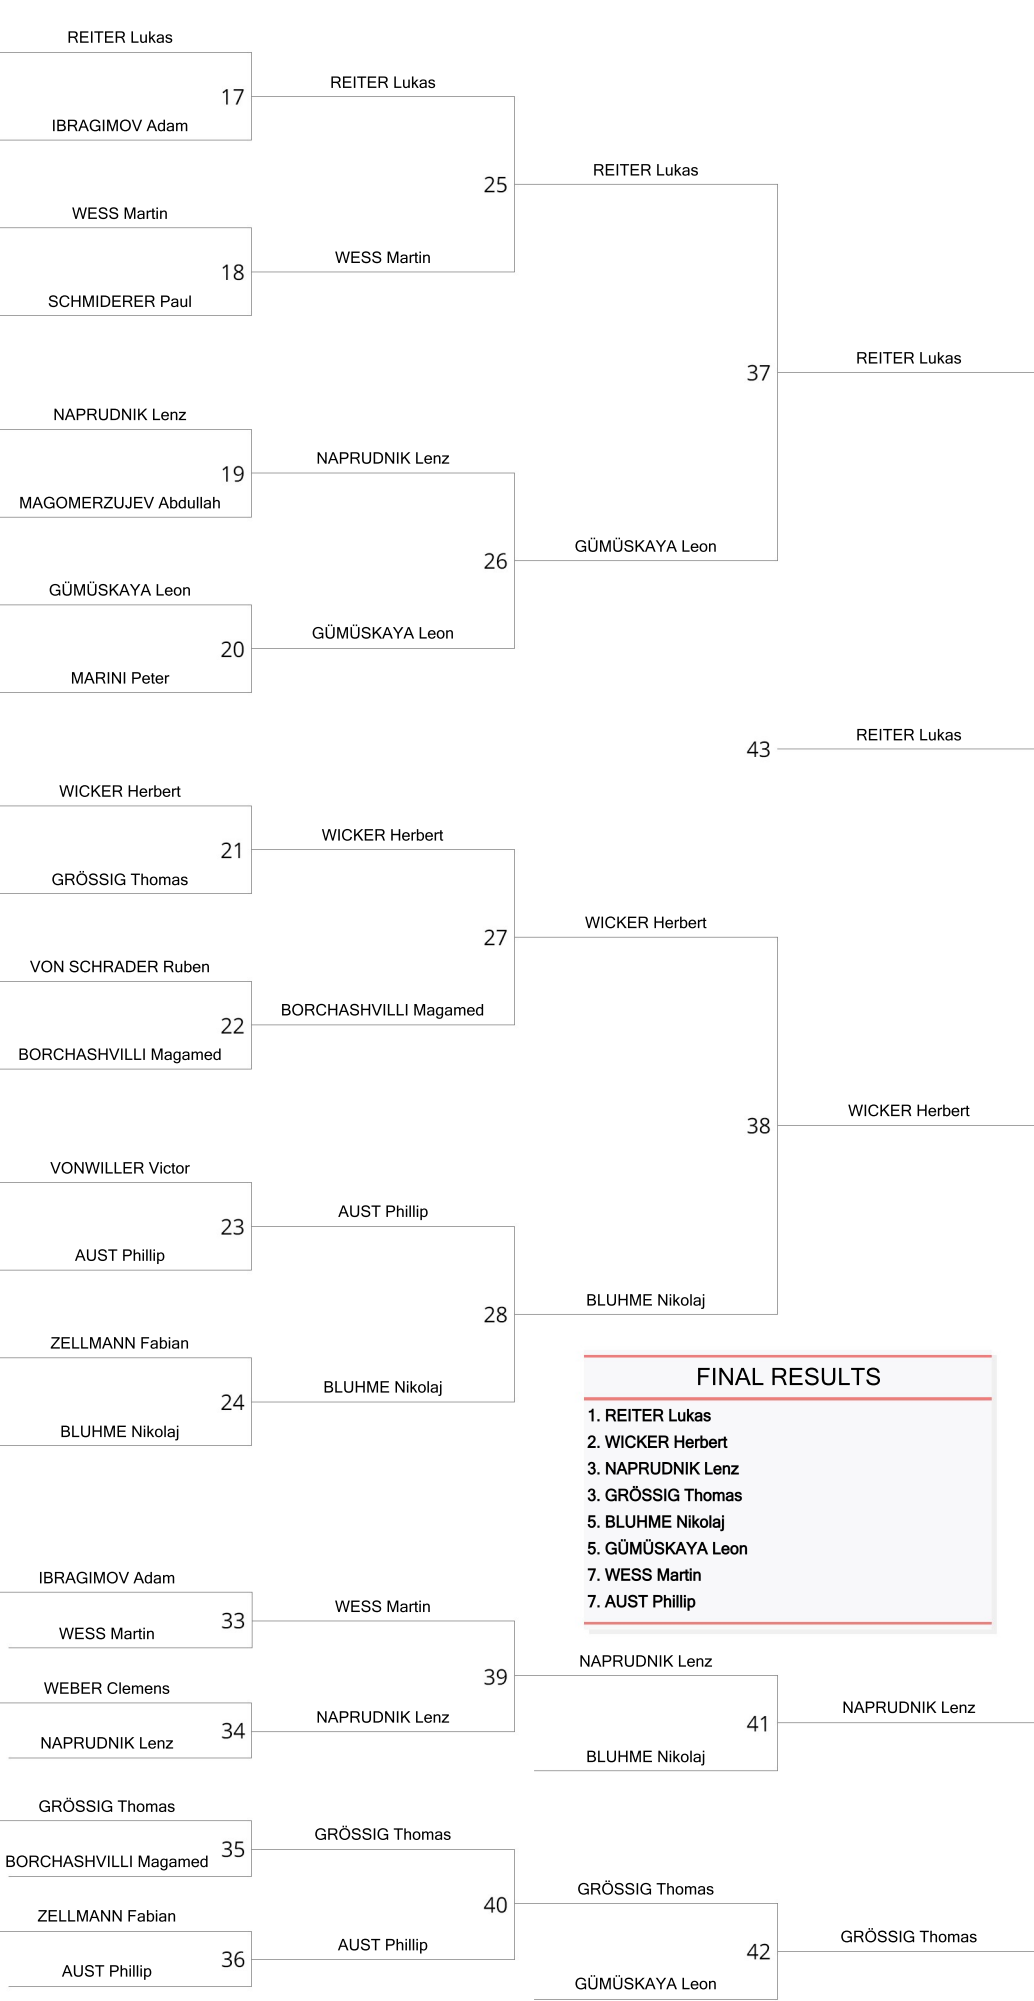 REITER Lukas
REITER Lukas
17
IBRAGIMOV Adam
REITER Lukas
25
WESS Martin
WESS Martin
18
SCHMIDERER Paul
REITER Lukas
37
NAPRUDNIK Lenz
NAPRUDNIK Lenz
19
MAGOMERZUJEV Abdullah
GÜMÜSKAYA Leon
26
GÜMÜSKAYA Leon
GÜMÜSKAYA Leon
20
MARINI Peter
REITER Lukas
43
WICKER Herbert
WICKER Herbert
21
GRÖSSIG Thomas
WICKER Herbert
27
VON SCHRADER Ruben
BORCHASHVILLI Magamed
22
BORCHASHVILLI Magamed
WICKER Herbert
38
VONWILLER Victor
AUST Phillip
23
AUST Phillip
BLUHME Nikolaj
28
ZELLMANN Fabian
BLUHME Nikolaj
24
BLUHME Nikolaj
FINAL RESULTS
1. REITER Lukas
2. WICKER Herbert
3. NAPRUDNIK Lenz
3. GRÖSSIG Thomas
5. BLUHME Nikolaj
5. GÜMÜSKAYA Leon
7. WESS Martin
7. AUST Phillip
IBRAGIMOV Adam
WESS Martin
33
WESS Martin
NAPRUDNIK Lenz
39
WEBER Clemens
NAPRUDNIK Lenz
34
NAPRUDNIK Lenz
NAPRUDNIK Lenz
41
BLUHME Nikolaj
GRÖSSIG Thomas
GRÖSSIG Thomas
35
BORCHASHVILLI Magamed
GRÖSSIG Thomas
40
ZELLMANN Fabian
AUST Phillip
36
AUST Phillip
GRÖSSIG Thomas
42
GÜMÜSKAYA Leon